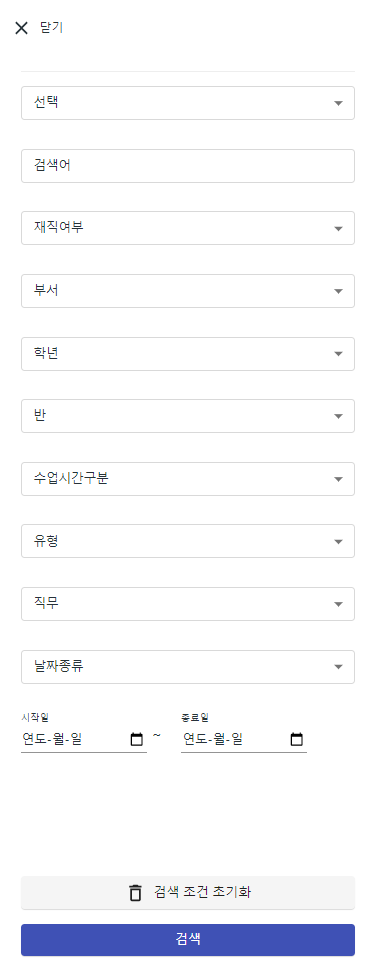 닫기
선택
검색어
재직여부
부서
학년
반
수업시간구분
유형
직무
날짜종류
시작일 종료일
연도-월-일 ~ 연도-월-일
검색 조건 초기화
검색